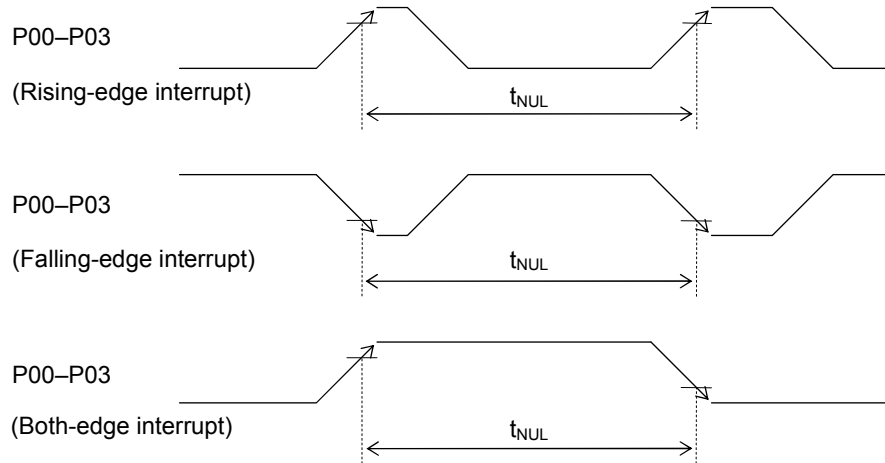 P00–P03
(Rising-edge interrupt)
tNUL
P00–P03
(Falling-edge interrupt)
tNUL
P00–P03
(Both-edge interrupt)
tNUL